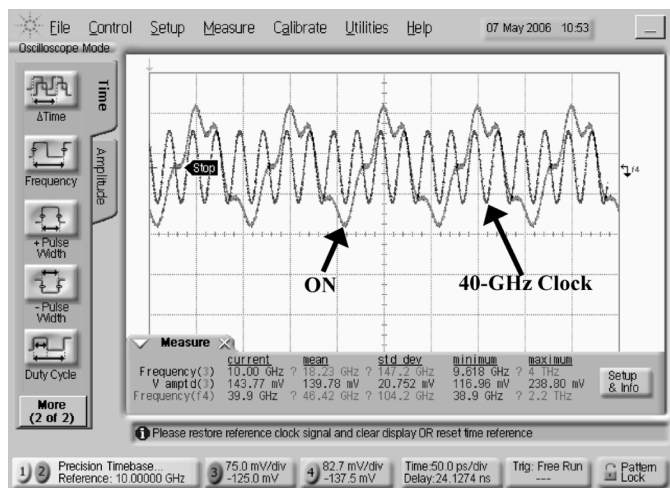 File Control Setup Measure Calibrate Utilities Help 07 May 2006 10:53
Oscilloscope Mode
Time
Amplitude
ΔTime
Frequency
+ Pulse
Width
- Pulse
Width
Duty Cycle
More
(2 of 2)
Stop
f4
ON
40-GHz Clock
Measure
current mean std dev minimum maximum
Frequency(3) 10.00 GHz ? 18.23 GHz ? 147.2 GHz 9.618 GHz ? 4 THz
V amptd(3) 143.77 mV 139.78 mV 20.752 mV 116.96 mV 238.80 mV
Frequency(f4) 39.9 GHz ? 46.42 GHz ? 104.2 GHz 38.9 GHz ? 2.2 THz
Setup
& Info
Please restore reference clock signal and clear display OR reset time reference
1 2 Precision Timebase...
Reference: 10.00000 GHz
3 75.0 mV/div
-125.0 mV
4 82.7 mV/div
-137.5 mV
Time:50.0 ps/div
Delay:24.1274 ns
Trig: Free Run
---
Pattern
Lock